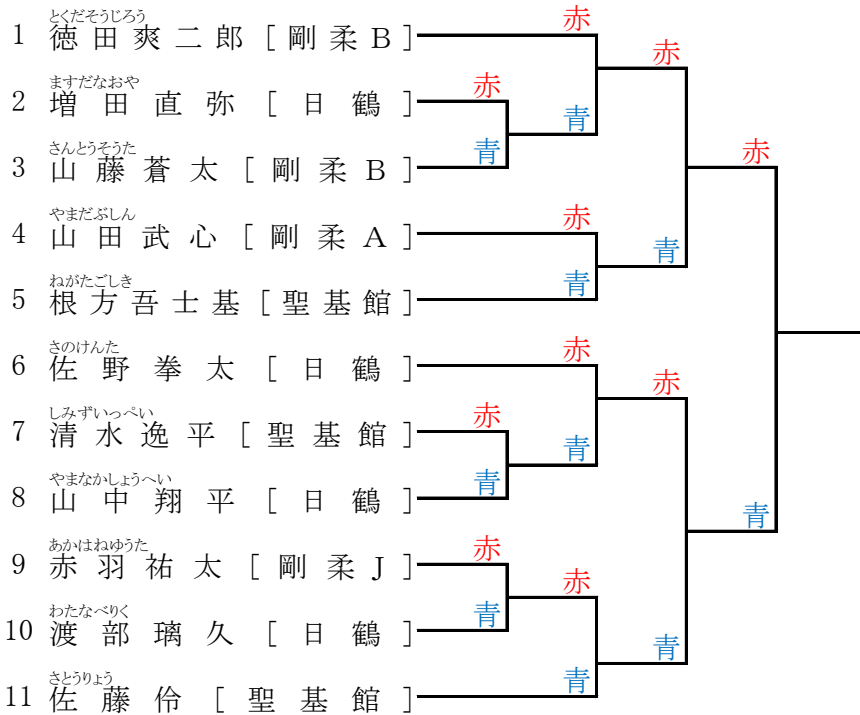 とくだそうじろう
1 徳田爽二郎[剛柔B]
赤
赤
ますだなおや
2 増田直弥[日鶴]
赤
青
さんとうそうた
3 山藤蒼太[剛柔B]
青
赤
やまだぶしん
4 山田武心[剛柔A]
赤
青
ねがたごしき
5 根方吾士基[聖基館]
青
さのけんた
6 佐野拳太[日鶴]
赤
赤
しみずいっぺい
7 清水逸平[聖基館]
赤
青
やまなかしょうへい
8 山中翔平[日鶴]
青
青
あかはねゆうた
9 赤羽祐太[剛柔J]
赤
赤
わたなべりく
10 渡部璃久[日鶴]
青
青
さとうりょう
11 佐藤伶[聖基館]
青